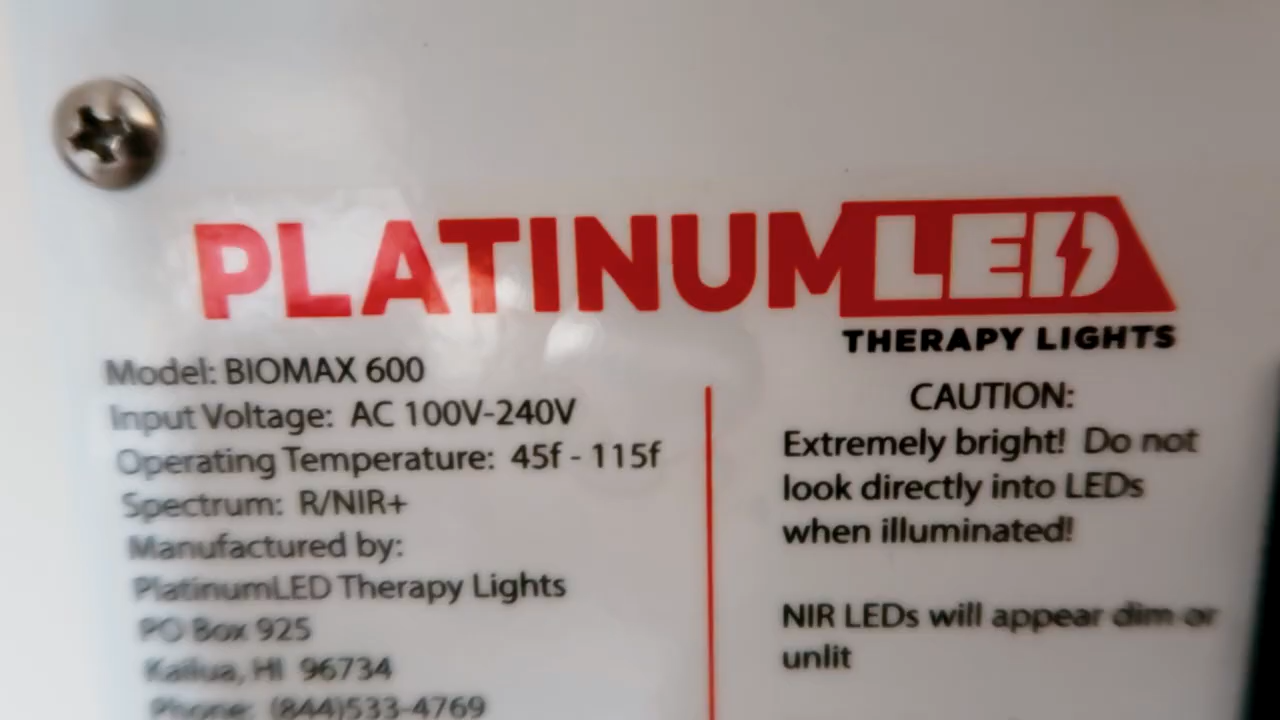 PLATINUMLED
THERAPY LIGHTS
Model: BIOMAX 600
Input Voltage: AC 100V-240V
Operating Temperature: 45f - 115f
Spectrum: R/NIR+
Manufactured by:
PlatinumLED Therapy Lights
PO Box 925
Kailua, HI 96734
Phone: (844)533-4769
CAUTION:
Extremely bright! Do not
look directly into LEDs
when illuminated!
NIR LEDs will appear dim or
unlit